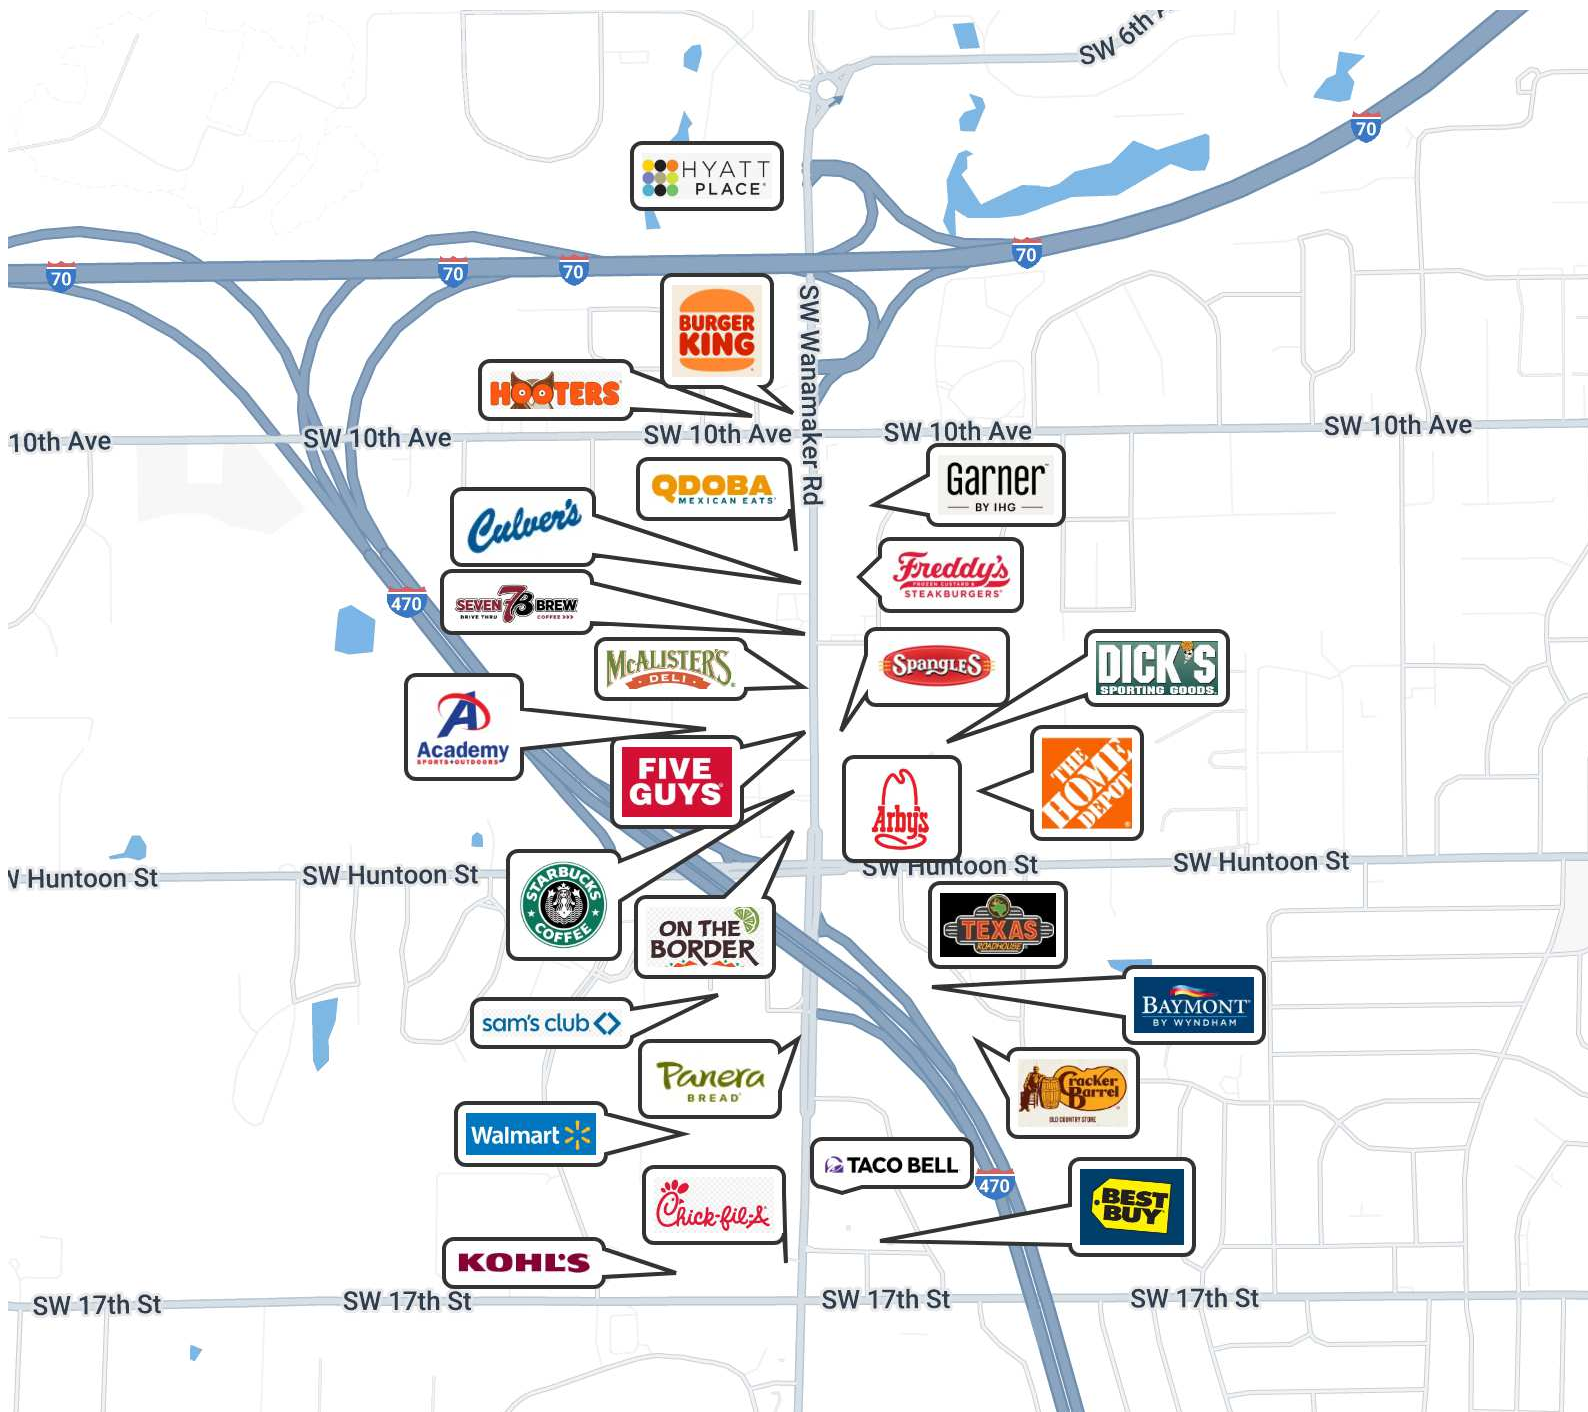 SW 6th A
70
HYATT
PLACE
70
70
70
70
SW Wanamaker Rd
BURGER
KING
HOOTERS
10th Ave
SW 10th Ave
SW 10th Ave
SW 10th Ave
SW 10th Ave
QDOBA
MEXICAN EATS
Garner
BY IHG
Culver's
Freddy's
FROZEN CUSTARD &
STEAKBURGERS
470
SEVEN 7B BREW
DRIVE THRU COFFEE >>>
McALISTER'S
DELI
SPANGLES
DICK'S
SPORTING GOODS
Academy
SPORTS+OUTDOORS
FIVE
GUYS
Arby's
THE
HOME
DEPOT
W Huntoon St
SW Huntoon St
SW Huntoon St
SW Huntoon St
STARBUCKS
COFFEE
ON THE
BORDER
TEXAS
ROADHOUSE
BAYMONT
BY WYNDHAM
sam's club
Panera
BREAD
Cracker
Barrel
OLD COUNTRY STORE
Walmart
TACO BELL
470
Chick-fil-A
BEST
BUY
KOHL'S
SW 17th St
SW 17th St
SW 17th St
SW 17th St